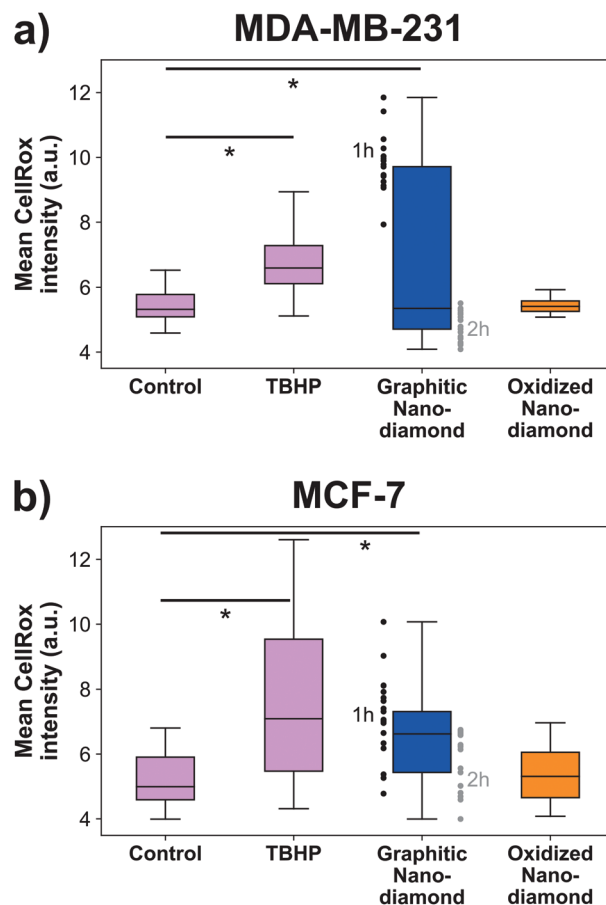 a) MDA-MB-231
Mean CellRox
intensity (a.u.)
12
10
8
6
4
*
*
1h
2h
Control
TBHP
Graphitic
Nano-
diamond
Oxidized
Nano-
diamond
b) MCF-7
Mean CellRox
intensity (a.u.)
12
10
8
6
4
*
*
1h
2h
Control
TBHP
Graphitic
Nano-
diamond
Oxidized
Nano-
diamond